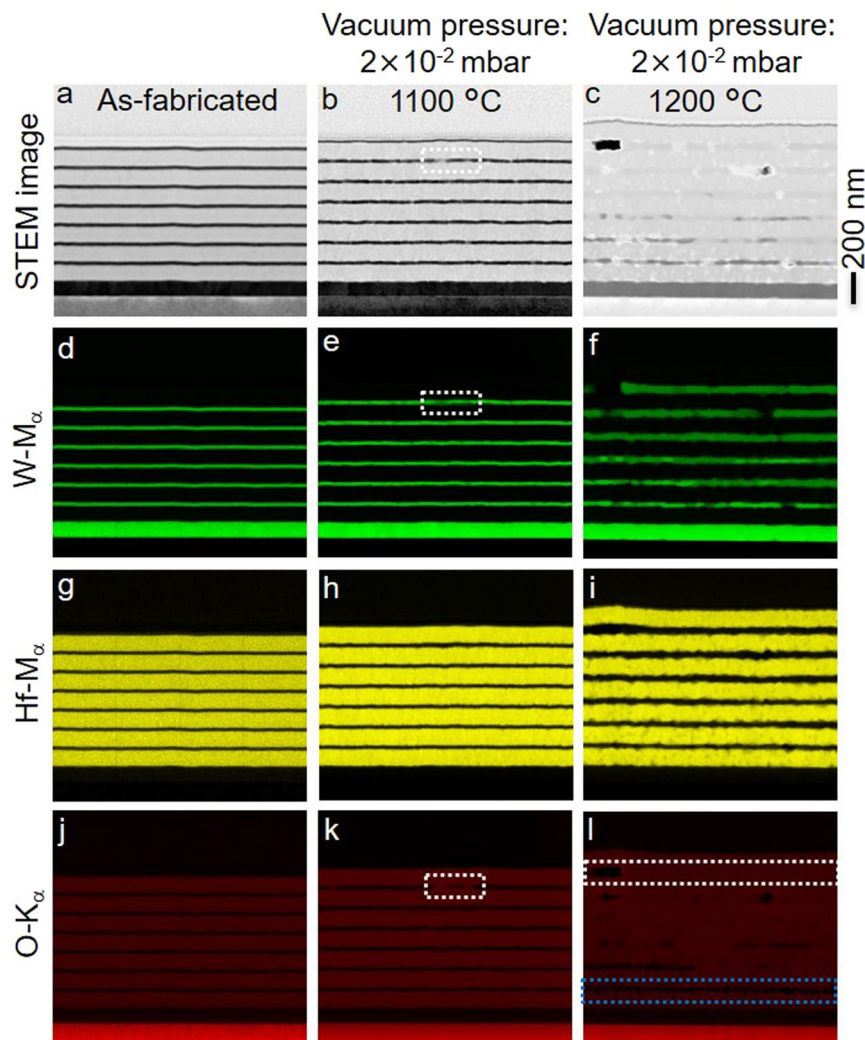 Vacuum pressure: Vacuum pressure:
2×10⁻² mbar 2×10⁻² mbar
a As-fabricated b 1100 °C c 1200 °C
STEM image
200 nm
d e f
W-Mα
g h i
Hf-Mα
j k l
O-Kα